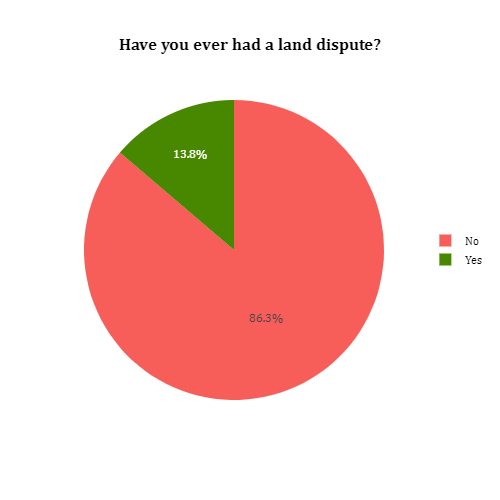 Have you ever had a land dispute?
13.8%
86.3%
No
Yes